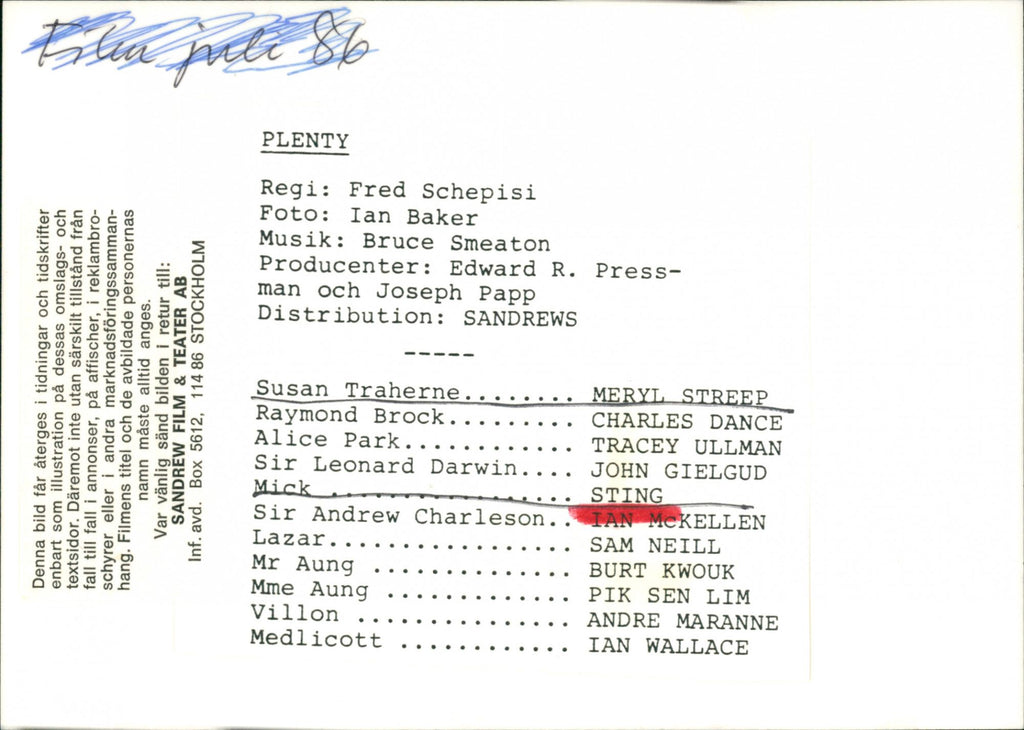 Film juli 86
PLENTY
Regi: Fred Schepisi
Foto: Ian Baker
Musik: Bruce Smeaton
Producenter: Edward R. Press-
man och Joseph Papp
Distribution: SANDREWS
-----
Susan Traherne........ MERYL STREEP
Raymond Brock......... CHARLES DANCE
Alice Park............ TRACEY ULLMAN
Sir Leonard Darwin.... JOHN GIELGUD
Mick ................. STING
Sir Andrew Charleson.. IAN McKELLEN
Lazar................. SAM NEILL
Mr Aung .............. BURT KWOUK
Mme Aung ............. PIK SEN LIM
Villon ............... ANDRE MARANNE
Medlicott ............ IAN WALLACE
Denna bild får återges i tidningar och tidskrifter
enbart som illustration på dessas omslags- och
textsidor. Däremot inte utan särskilt tillstånd från
fall till fall i annonser, på affischer, i reklambro-
schyrer eller i andra marknadsföringssamman-
hang. Filmens titel och de avbildade personernas
namn måste alltid anges.
Var vänlig sänd bilden i retur till:
SANDREW FILM & TEATER AB
Inf. avd. Box 5612, 114 86 STOCKHOLM